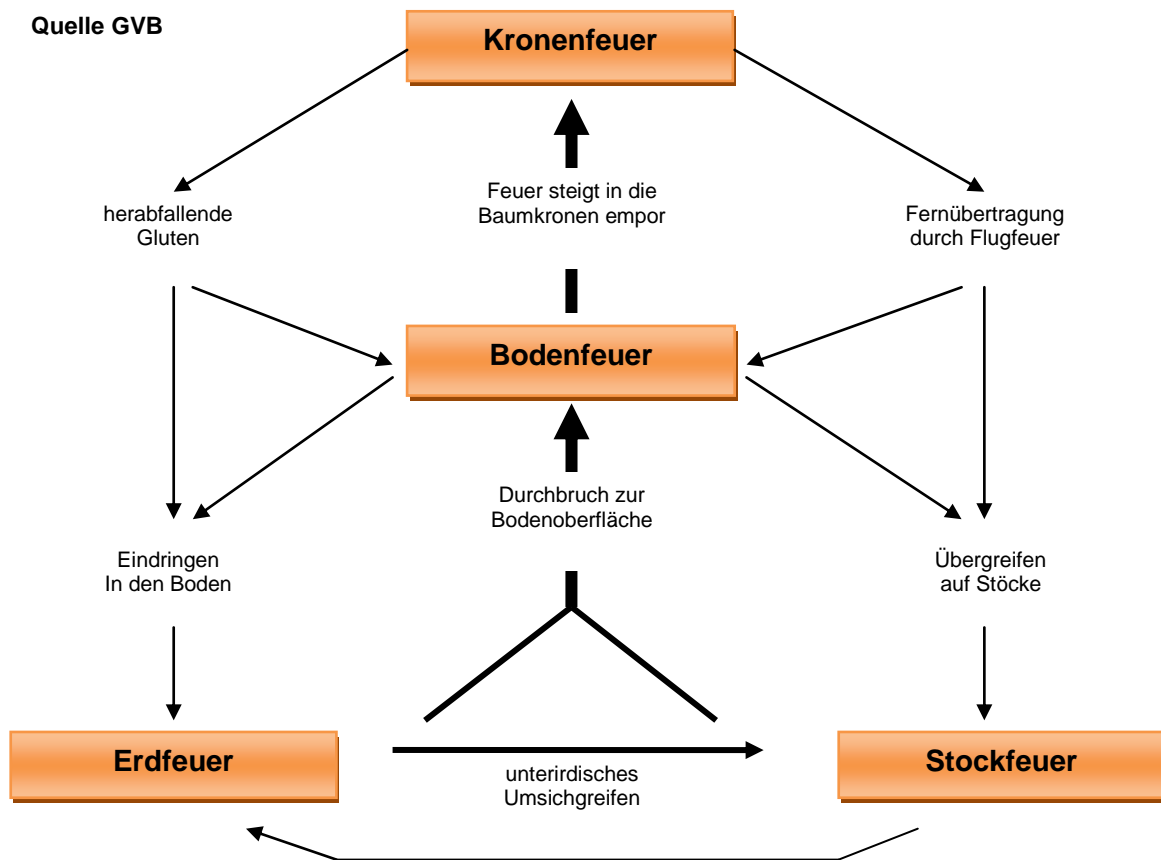 Quelle GVB
Kronenfeuer
herabfallende
Gluten
Feuer steigt in die
Baumkronen empor
Fernübertragung
durch Flugfeuer
Bodenfeuer
Durchbruch zur
Bodenoberfläche
Eindringen
In den Boden
Übergreifen
auf Stöcke
Erdfeuer
unterirdisches
Umsichgreifen
Stockfeuer